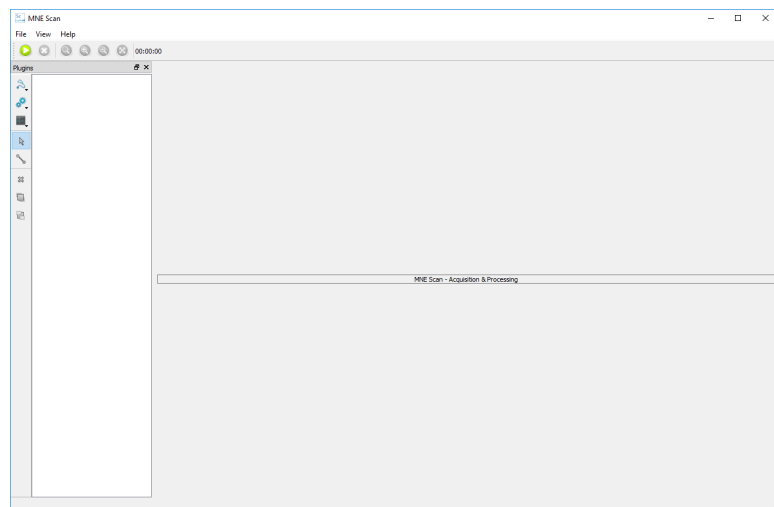 MNE Scan
File View Help
00:00:00
Plugins
MNE Scan - Acquisition & Processing